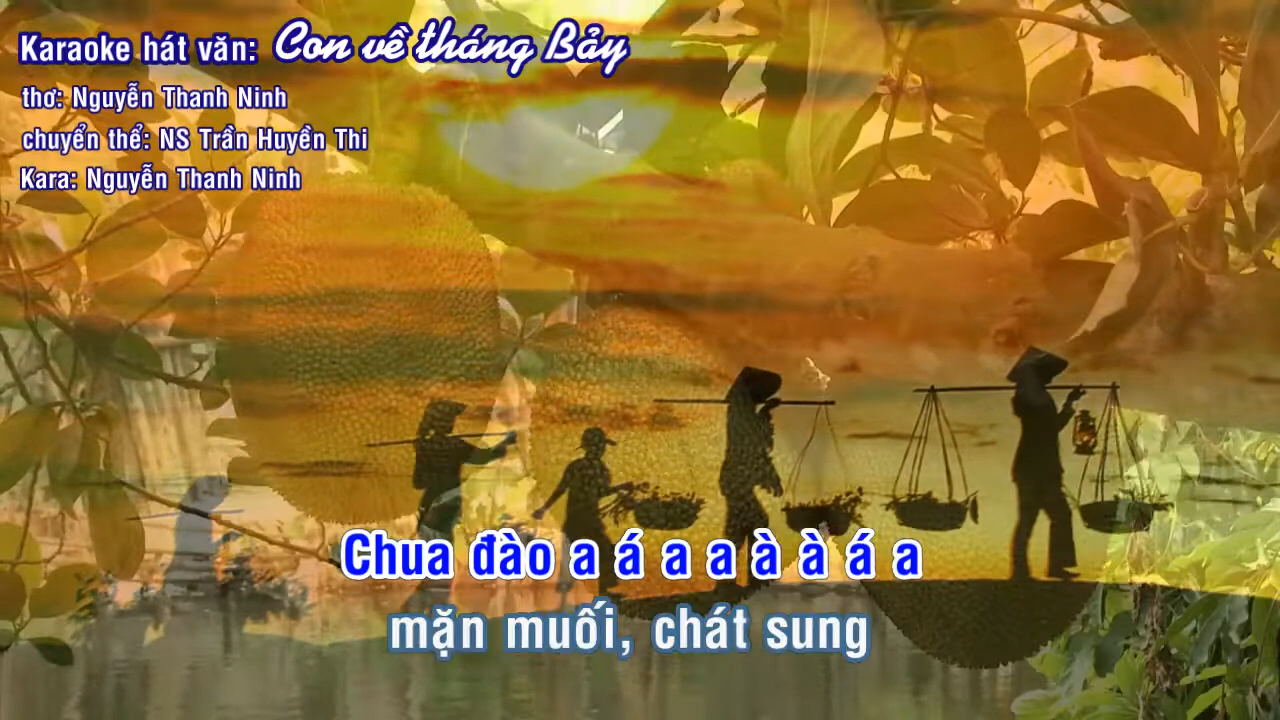 Karaoke hát văn: Con về tháng Bảy
thơ: Nguyễn Thanh Ninh
chuyển thể: NS Trần Huyền Thi
Kara: Nguyễn Thanh Ninh
Chua đào a á a a à à á a
mặn muối, chát sung